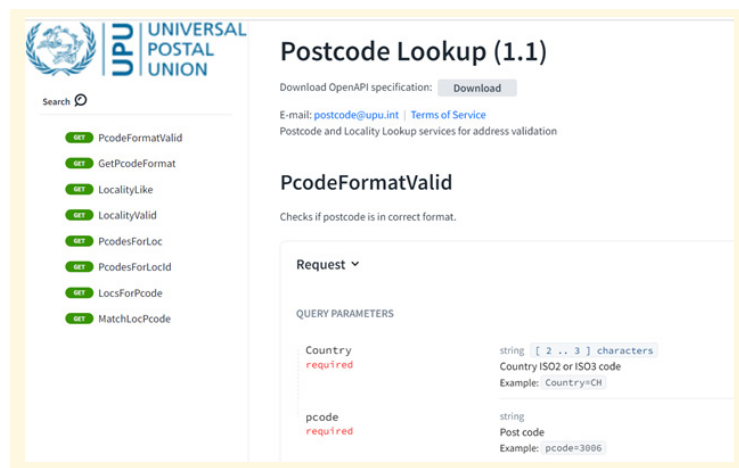 UPU
UNIVERSAL
POSTAL
UNION
Search
GET PcodeFormatValid
GET GetPcodeFormat
GET LocalityLike
GET LocalityValid
GET PcodesForLoc
GET PcodesForLocId
GET LocsForPcode
GET MatchLocPcode
Postcode Lookup (1.1)
Download OpenAPI specification: Download
E-mail: postcode@upu.int | Terms of Service
Postcode and Locality Lookup services for address validation
PcodeFormatValid
Checks if postcode is in correct format.
Request
QUERY PARAMETERS
Country string [ 2 .. 3 ] characters
required Country ISO2 or ISO3 code
Example: Country=CH
pcode string
required Post code
Example: pcode=3006